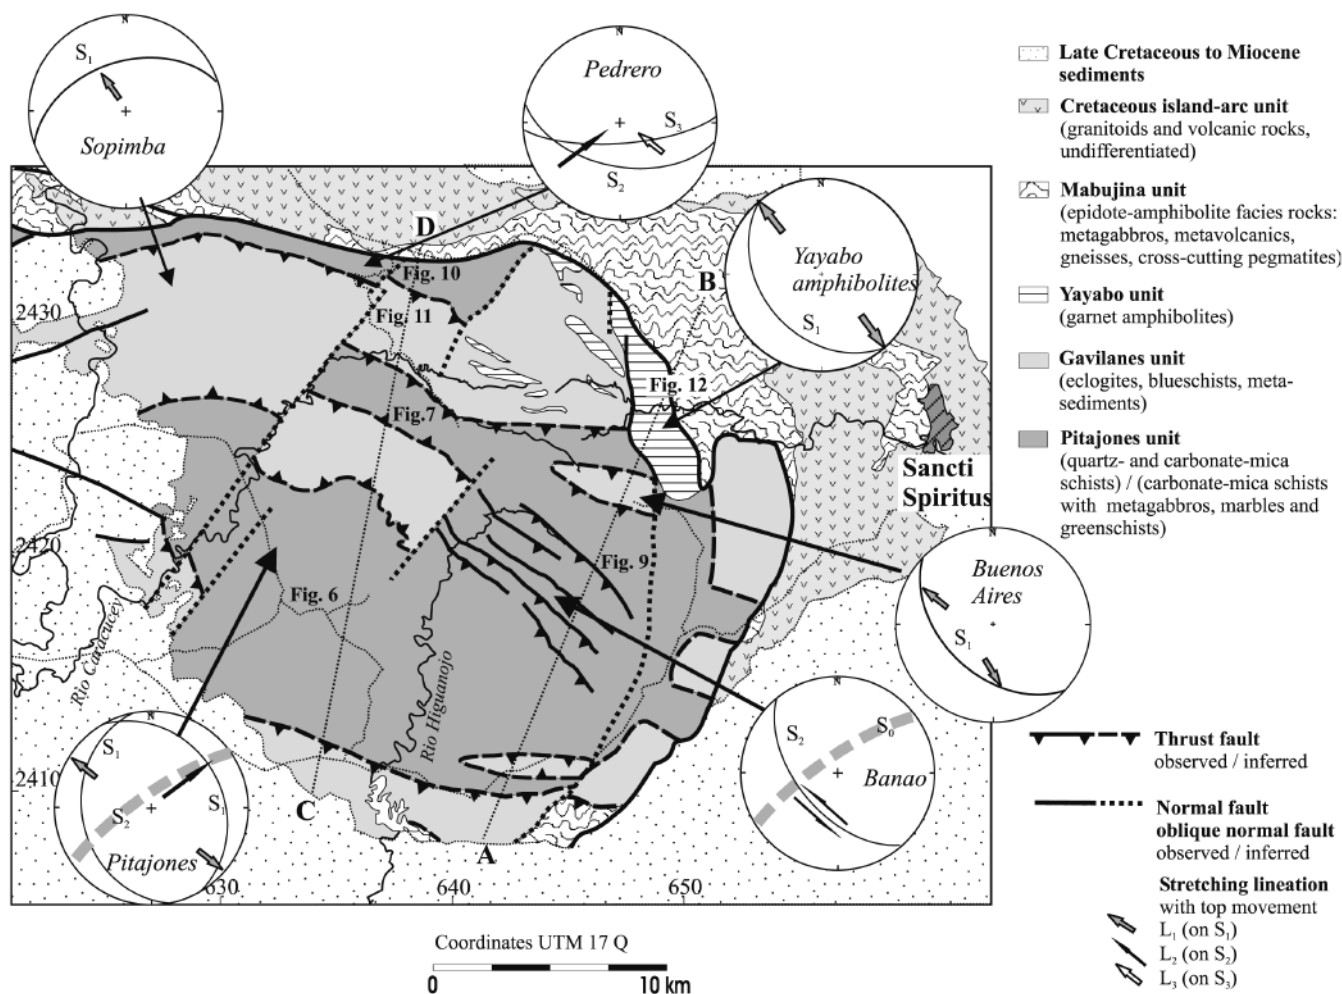 N
S1
Sopimba
N
Pedrero
S3
S2
N
Yayabo
amphibolites
S1
D
B
Fig. 10
Fig. 11
Fig. 12
Fig.7
Fig. 9
Fig. 6
2430
2420
2410
630
640
650
Sancti
Spiritus
Rio Caracucey
Rio Higuanojo
C
A
N
Buenos
Aires
S1
N
S2
S0
Banao
N
S1
S2
S1
Pitajones
Late Cretaceous to Miocene
sediments
Cretaceous island-arc unit
(granitoids and volcanic rocks,
undifferentiated)
Mabujina unit
(epidote-amphibolite facies rocks:
metagabbros, metavolcanics,
gneisses, cross-cutting pegmatites)
Yayabo unit
(garnet amphibolites)
Gavilanes unit
(eclogites, blueschists, meta-
sediments)
Pitajones unit
(quartz- and carbonate-mica
schists) / (carbonate-mica schists
with metagabbros, marbles and
greenschists)
Thrust fault
observed / inferred
Normal fault
oblique normal fault
observed / inferred
Stretching lineation
with top movement
L1 (on S1)
L2 (on S2)
L3 (on S3)
Coordinates UTM 17 Q
0 10 km